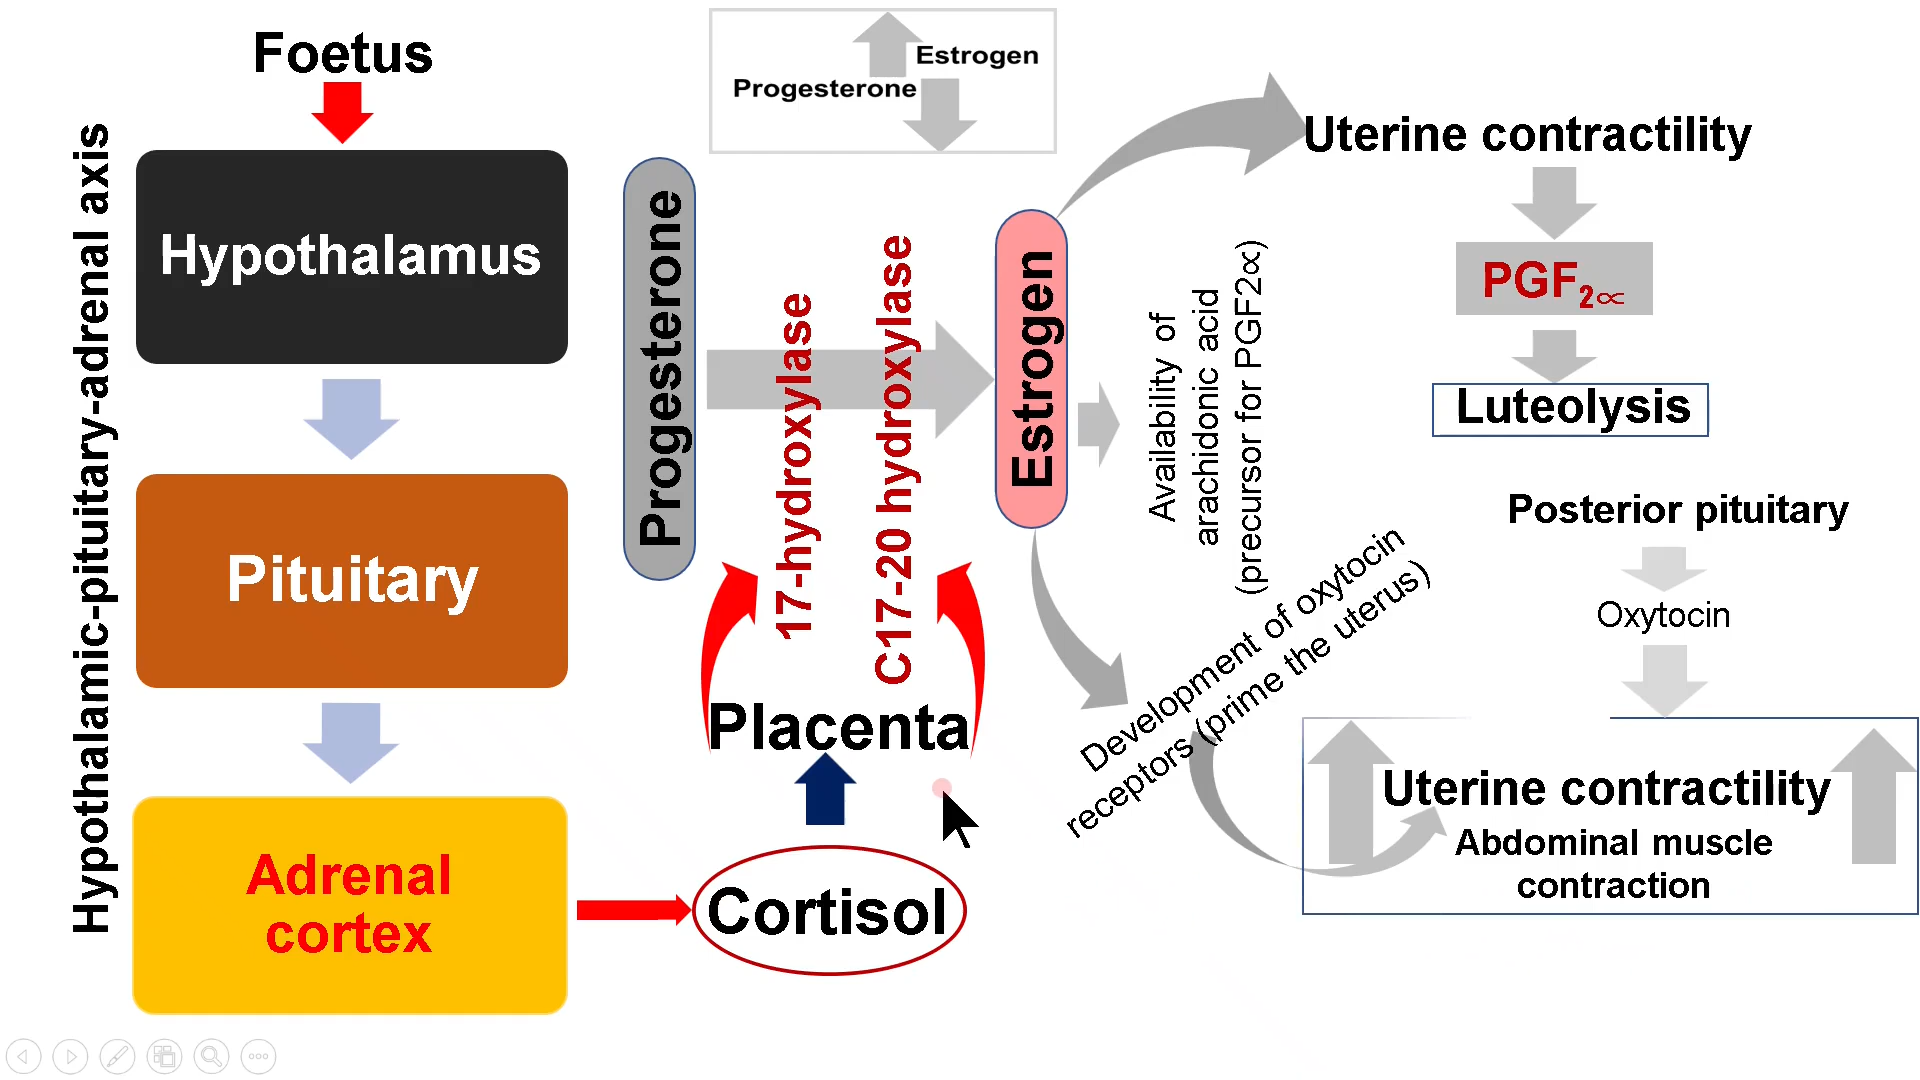 Foetus
Hypothalamic-pituitary-adrenal axis
Hypothalamus
Pituitary
Adrenal
cortex
Estrogen
Progesterone
Progesterone
17-hydroxylase
C17-20 hydroxylase
Estrogen
Placenta
Cortisol
Availability of
arachidonic acid
(precursor for PGF2∝)
Development of oxytocin
receptors (prime the uterus)
Uterine contractility
PGF2∝
Luteolysis
Posterior pituitary
Oxytocin
Uterine contractility
Abdominal muscle
contraction